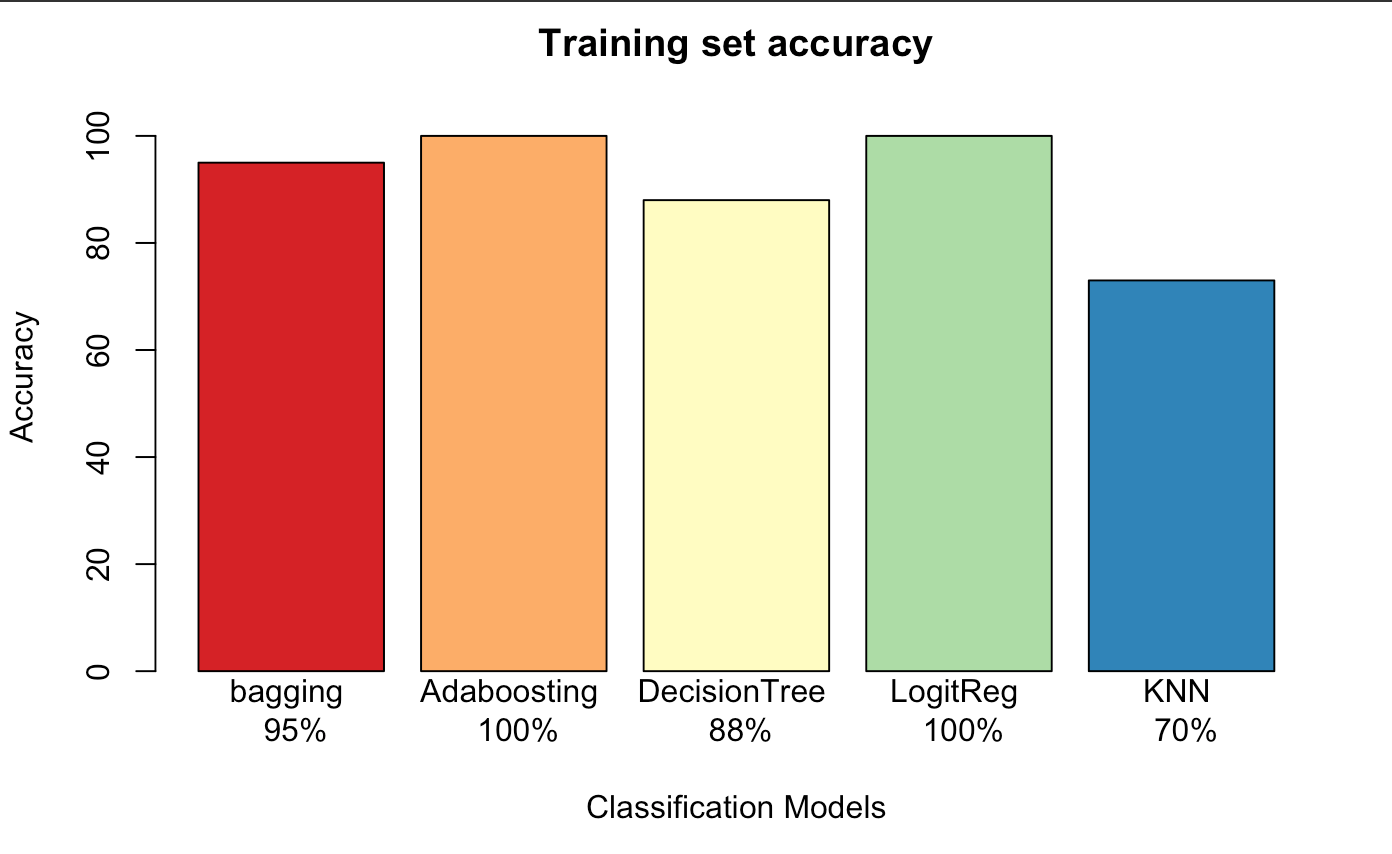 Training set accuracy
Accuracy
100
80
60
40
20
0
bagging Adaboosting DecisionTree LogitReg KNN
95% 100% 88% 100% 70%
Classification Models